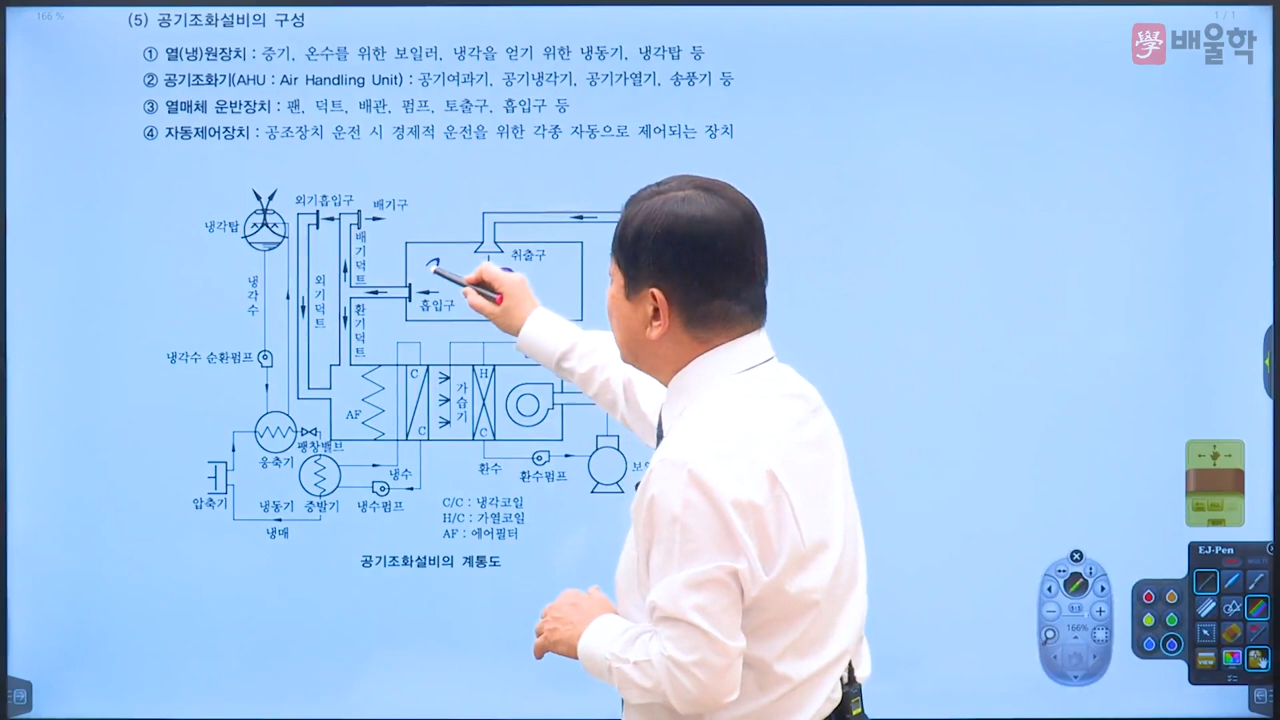 166 %
(5) 공기조화설비의 구성
1 / 1
學 배울학
① 열(냉)원장치 : 증기, 온수를 위한 보일러, 냉각을 얻기 위한 냉동기, 냉각탑 등
② 공기조화기(AHU : Air Handling Unit) : 공기여과기, 공기냉각기, 공기가열기, 송풍기 등
③ 열매체 운반장치 : 팬, 덕트, 배관, 펌프, 토출구, 흡입구 등
④ 자동제어장치 : 공조장치 운전 시 경제적 운전을 위한 각종 자동으로 제어되는 장치
외기흡입구
배기구
냉각탑
배기덕트
취출구
냉각수
외기덕트
흡입구
환기덕트
냉각수 순환펌프
C
H
가습기
AF
C
C
팽창밸브
응축기
냉수
환수
환수펌프
압축기
냉동기
증발기
냉수펌프
냉매
C/C : 냉각코일
H/C : 가열코일
AF : 에어필터
공기조화설비의 계통도
EJ-Pen
MULTI
1:1
166%
VIEW